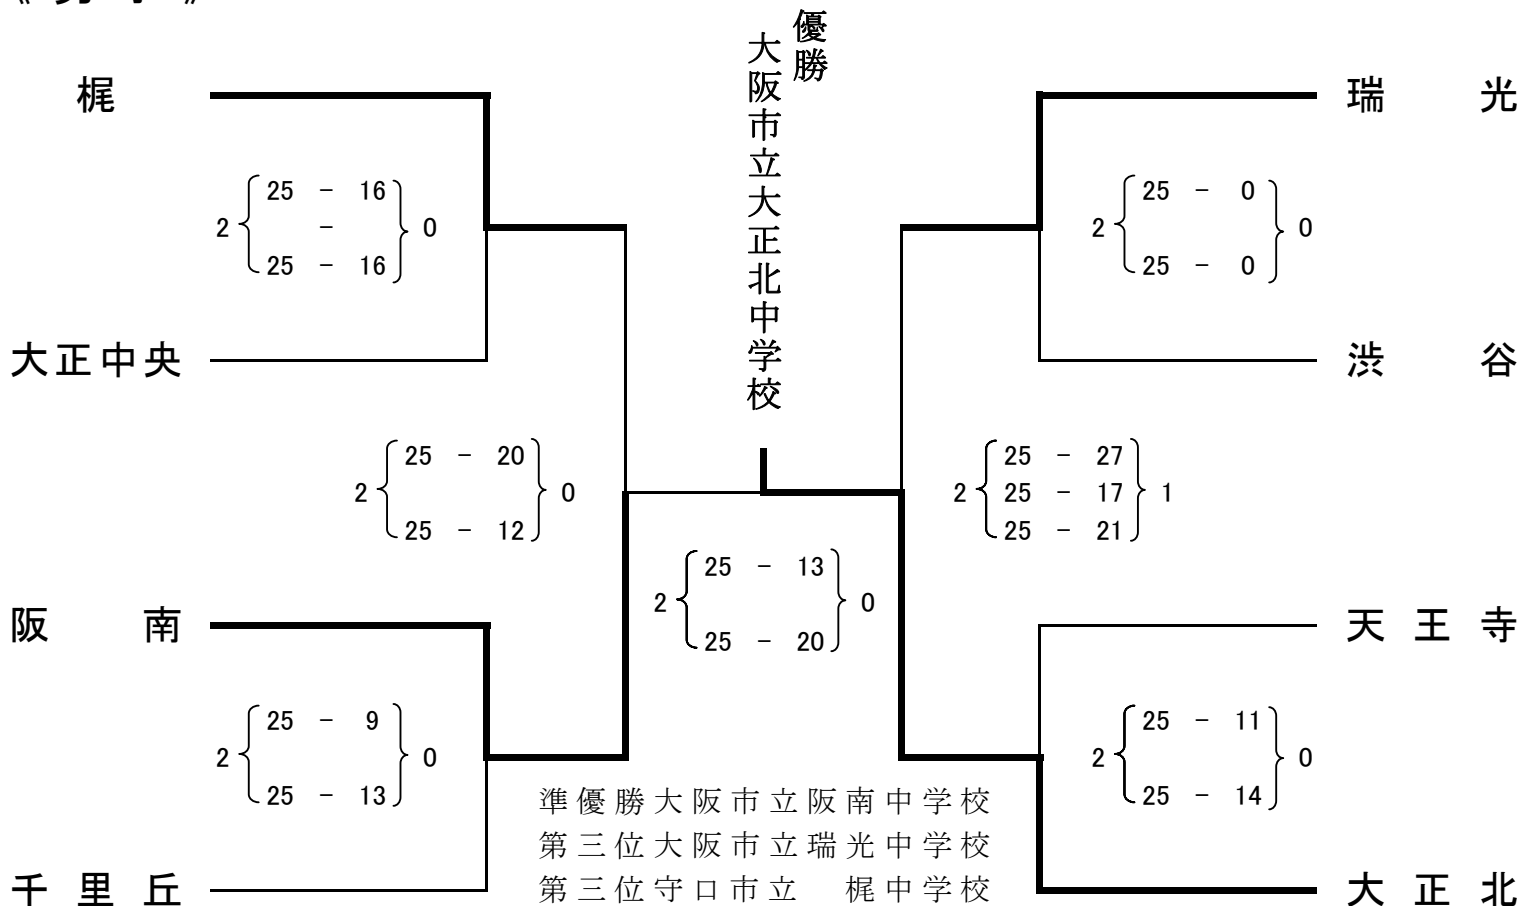 《 男 子 》
優勝
大阪市立大正北中学校
梶
2 25 － 16 0
－
25 － 16
大正中央
2 25 － 20 0
25 － 12
阪 南
2 25 － 9 0
25 － 13
千 里 丘
2 25 － 13 0
25 － 20
瑞 光
2 25 － 0 0
25 － 0
渋 谷
2 25 － 27 1
25 － 17
25 － 21
天 王 寺
2 25 － 11 0
25 － 14
大 正 北
準優勝大阪市立阪南中学校
第三位大阪市立瑞光中学校
第三位守口市立 梶中学校